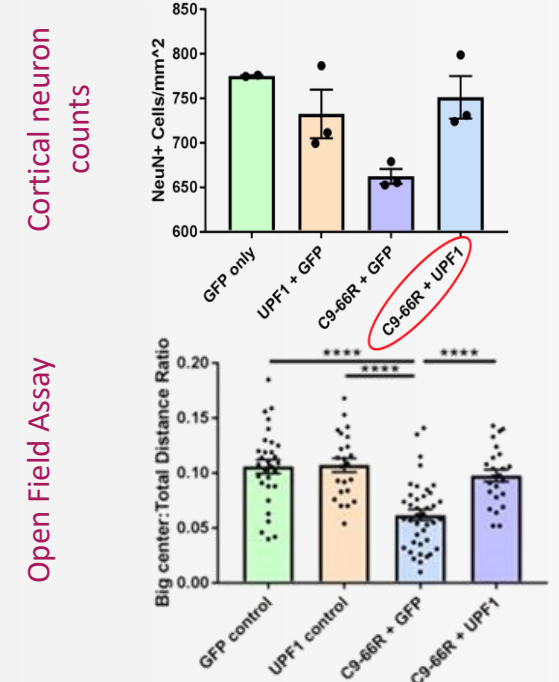 Cortical neuron
counts
NeuN+ Cells/mm^2
850
800
750
700
650
600
GFP only
UPF1 + GFP
C9-66R + GFP
C9-66R + UPF1
Open Field Assay
Big center:Total Distance Ratio
0.20
0.15
0.10
0.05
0.00
****
****
****
GFP control
UPF1 control
C9-66R + GFP
C9-66R + UPF1